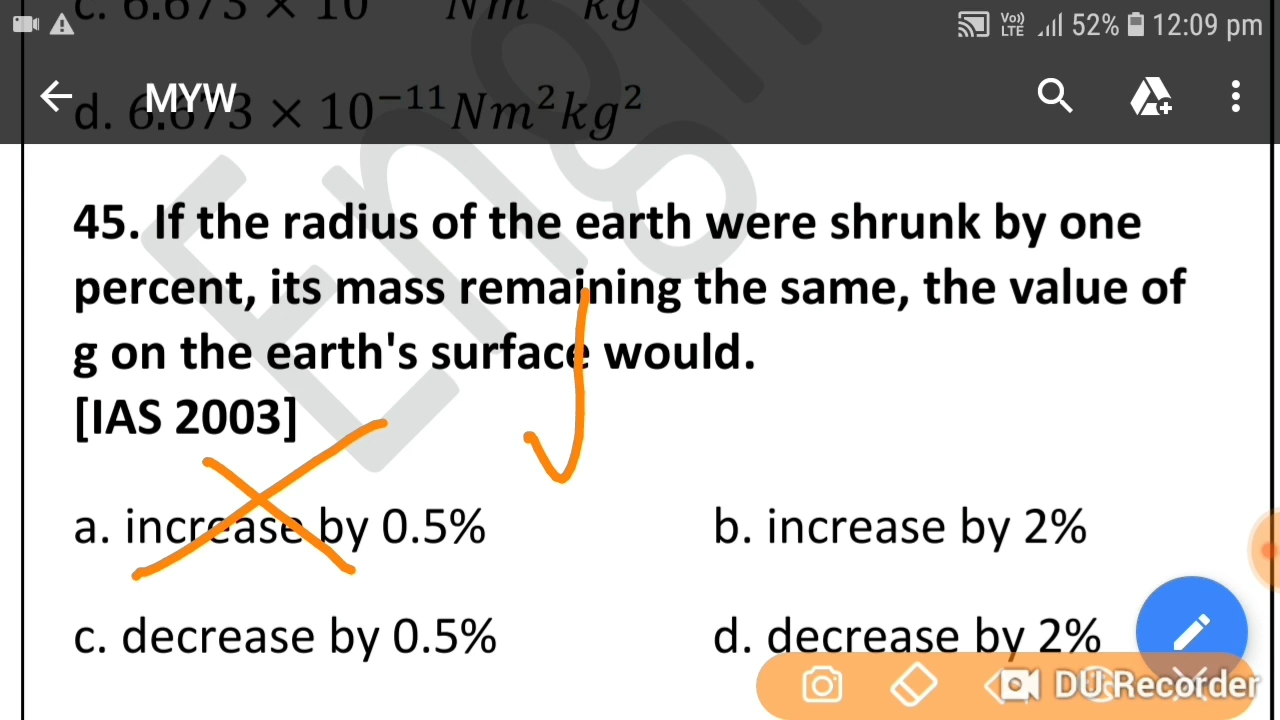 Vo))
LTE 52% 12:09 pm
MYW
d. 6.673 × 10⁻¹¹Nm²kg²
45. If the radius of the earth were shrunk by one
percent, its mass remaining the same, the value of
g on the earth's surface would.
[IAS 2003]
a. increase by 0.5% b. increase by 2%
c. decrease by 0.5% d. decrease by 2%
DU Recorder